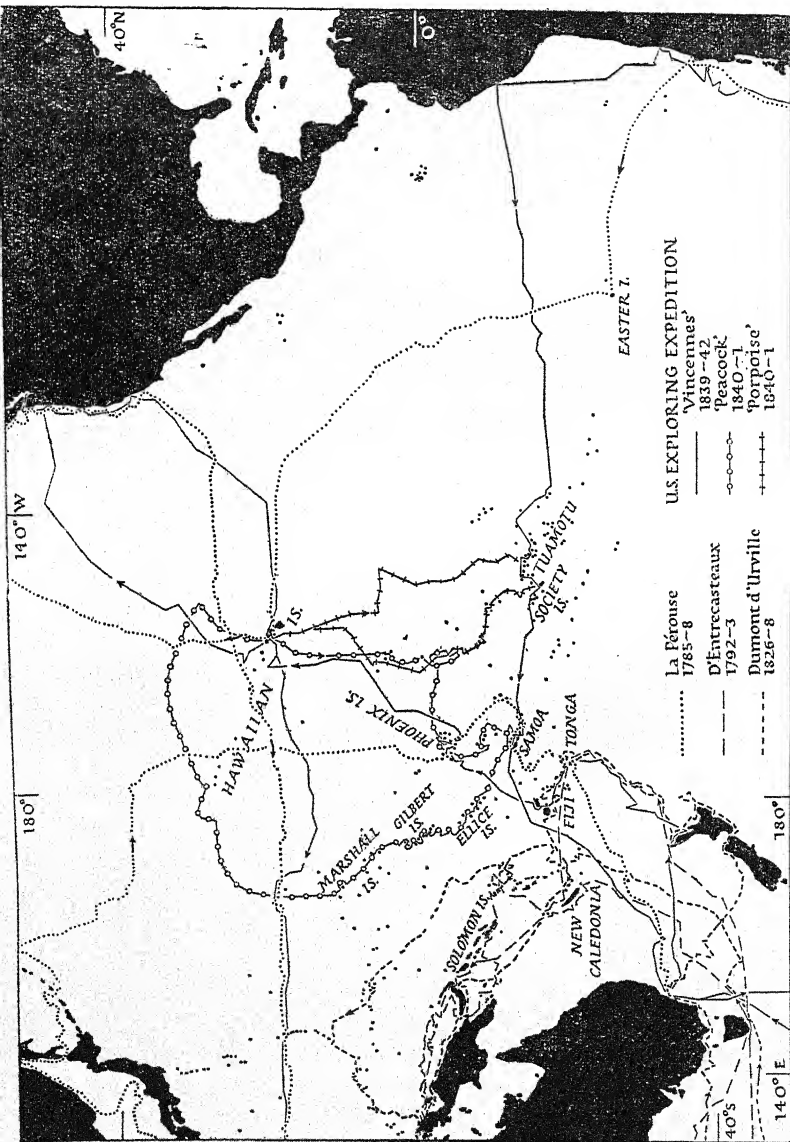 40°N
0°
140°W
180°
HAWAIIAN
IS.
MARSHALL
IS.
GILBERT
IS.
ELLICE
IS.
PHOENIX IS.
SOLOMON IS.
SAMOA
TUAMOTU
SOCIETY
IS.
FIJI
TONGA
NEW
CALEDONIA
EASTER I.
La Pérouse
1785-8
D'Entrecasteaux
1792-3
Dumont d'Urville
1826-8
U.S. EXPLORING EXPEDITION
'Vincennes'
1839-42
'Peacock'
1840-1
'Porpoise'
1840-1
40°S
140°E
180°